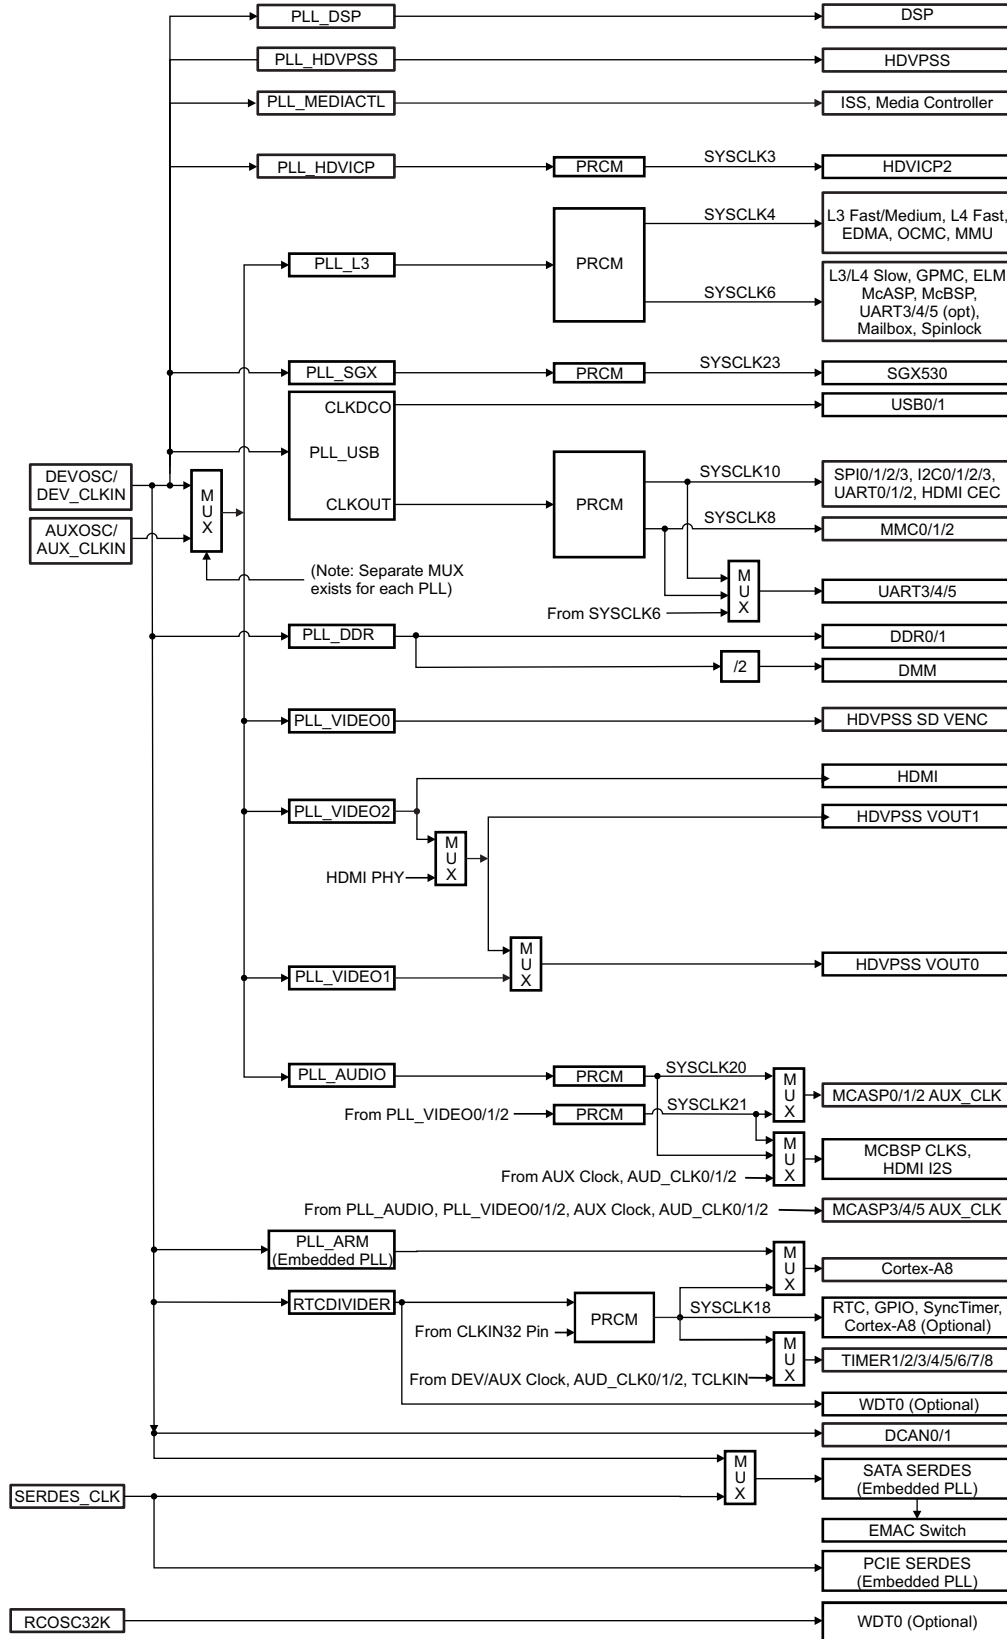 PLL_DSP
DSP
PLL_HDVPSS
HDVPSS
PLL_MEDIACTL
ISS, Media Controller
PLL_HDVICP
PRCM
SYSCLK3
HDVICP2
PLL_L3
PRCM
SYSCLK4
L3 Fast/Medium, L4 Fast,
EDMA, OCMC, MMU
SYSCLK6
L3/L4 Slow, GPMC, ELM
McASP, McBSP,
UART3/4/5 (opt),
Mailbox, Spinlock
PLL_SGX
PRCM
SYSCLK23
SGX530
CLKDCO
PLL_USB
CLKOUT
USB0/1
DEVOSC/
DEV_CLKIN
AUXOSC/
AUX_CLKIN
M
U
X
(Note: Separate MUX
exists for each PLL)
PRCM
SYSCLK10
SPI0/1/2/3, I2C0/1/2/3,
UART0/1/2, HDMI CEC
SYSCLK8
MMC0/1/2
From SYSCLK6
M
U
X
UART3/4/5
PLL_DDR
DDR0/1
/2
DMM
PLL_VIDEO0
HDVPSS SD VENC
HDMI
PLL_VIDEO2
HDVPSS VOUT1
HDMI PHY
M
U
X
PLL_VIDEO1
M
U
X
HDVPSS VOUT0
PLL_AUDIO
PRCM
SYSCLK20
From PLL_VIDEO0/1/2
PRCM
SYSCLK21
M
U
X
MCASP0/1/2 AUX_CLK
From AUX Clock, AUD_CLK0/1/2
M
U
X
MCBSP CLKS,
HDMI I2S
From PLL_AUDIO, PLL_VIDEO0/1/2, AUX Clock, AUD_CLK0/1/2
MCASP3/4/5 AUX_CLK
PLL_ARM
(Embedded PLL)
M
U
X
Cortex-A8
RTCDIVIDER
From CLKIN32 Pin
PRCM
SYSCLK18
RTC, GPIO, SyncTimer,
Cortex-A8 (Optional)
From DEV/AUX Clock, AUD_CLK0/1/2, TCLKIN
M
U
X
TIMER1/2/3/4/5/6/7/8
WDT0 (Optional)
DCAN0/1
SERDES_CLK
M
U
X
SATA SERDES
(Embedded PLL)
EMAC Switch
PCIE SERDES
(Embedded PLL)
RCOSC32K
WDT0 (Optional)